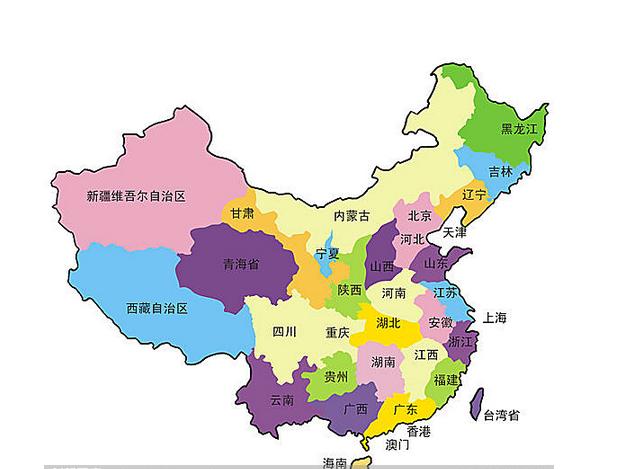 黑龙江
吉林
辽宁
新疆维吾尔自治区
甘肃
内蒙古
北京
天津
河北
宁夏
青海省
山西
山东
陕西
河南
江苏
西藏自治区
上海
四川
重庆
湖北
安徽
浙江
江西
湖南
贵州
福建
云南
广西
广东
台湾省
香港
澳门
海南